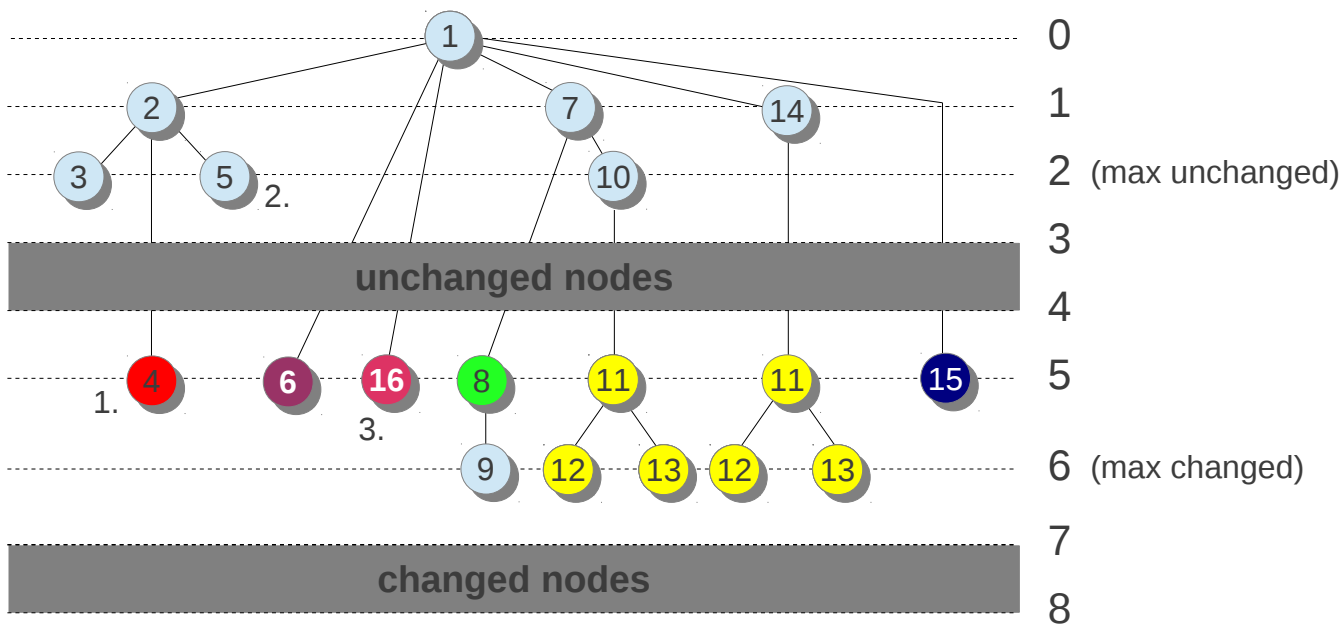 1 0
2 7 14 1
3 5 2. 10 2 (max unchanged)
3
unchanged nodes
4
1. 4 6 16 3. 8 11 11 15 5
9 12 13 12 13 6 (max changed)
7
changed nodes
8